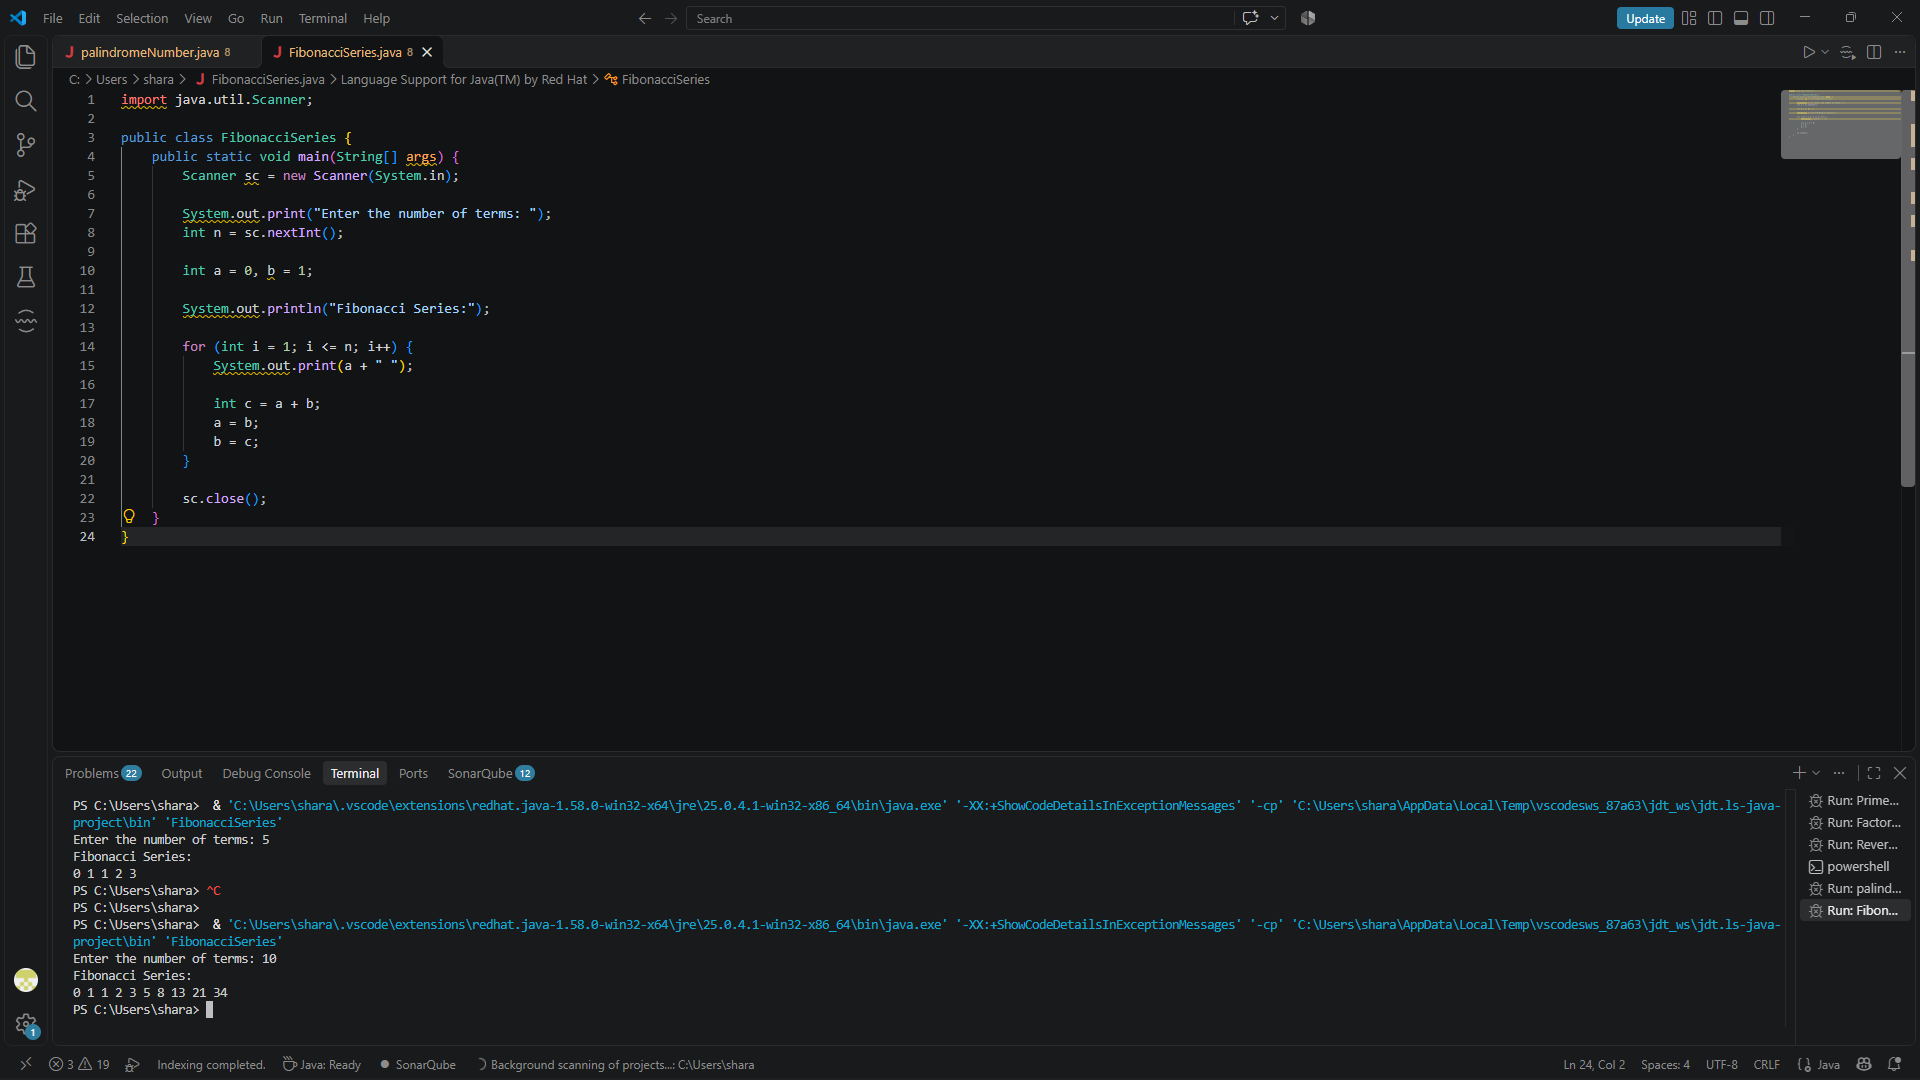 File Edit Selection View Go Run Terminal Help
Search
Update
palindromeNumber.java 8
FibonacciSeries.java 8
C: > Users > shara > FibonacciSeries.java > Language Support for Java(TM) by Red Hat > FibonacciSeries
1 import java.util.Scanner;
2
3 public class FibonacciSeries {
4 public static void main(String[] args) {
5 Scanner sc = new Scanner(System.in);
6
7 System.out.print("Enter the number of terms: ");
8 int n = sc.nextInt();
9
10 int a = 0, b = 1;
11
12 System.out.println("Fibonacci Series:");
13
14 for (int i = 1; i <= n; i++) {
15 System.out.print(a + " ");
16
17 int c = a + b;
18 a = b;
19 b = c;
20 }
21
22 sc.close();
23 }
24 }
Problems 22 Output Debug Console Terminal Ports SonarQube 12
PS C:\Users\shara> & 'C:\Users\shara\.vscode\extensions\redhat.java-1.58.0-win32-x64\jre\25.0.4.1-win32-x86_64\bin\java.exe' '-XX:+ShowCodeDetailsInExceptionMessages' '-cp' 'C:\Users\shara\AppData\Local\Temp\vscodesws_87a63\jdt_ws\jdt.ls-java-
project\bin' 'FibonacciSeries'
Enter the number of terms: 5
Fibonacci Series:
0 1 1 2 3
PS C:\Users\shara> ^C
PS C:\Users\shara>
PS C:\Users\shara> & 'C:\Users\shara\.vscode\extensions\redhat.java-1.58.0-win32-x64\jre\25.0.4.1-win32-x86_64\bin\java.exe' '-XX:+ShowCodeDetailsInExceptionMessages' '-cp' 'C:\Users\shara\AppData\Local\Temp\vscodesws_87a63\jdt_ws\jdt.ls-java-
project\bin' 'FibonacciSeries'
Enter the number of terms: 10
Fibonacci Series:
0 1 1 2 3 5 8 13 21 34
PS C:\Users\shara>
Run: Prime...
Run: Factor...
Run: Rever...
powershell
Run: palind...
Run: Fibon...
1
3 19 Indexing completed. Java: Ready SonarQube Background scanning of projects...: C:\Users\shara
Ln 24, Col 2 Spaces: 4 UTF-8 CRLF {} Java